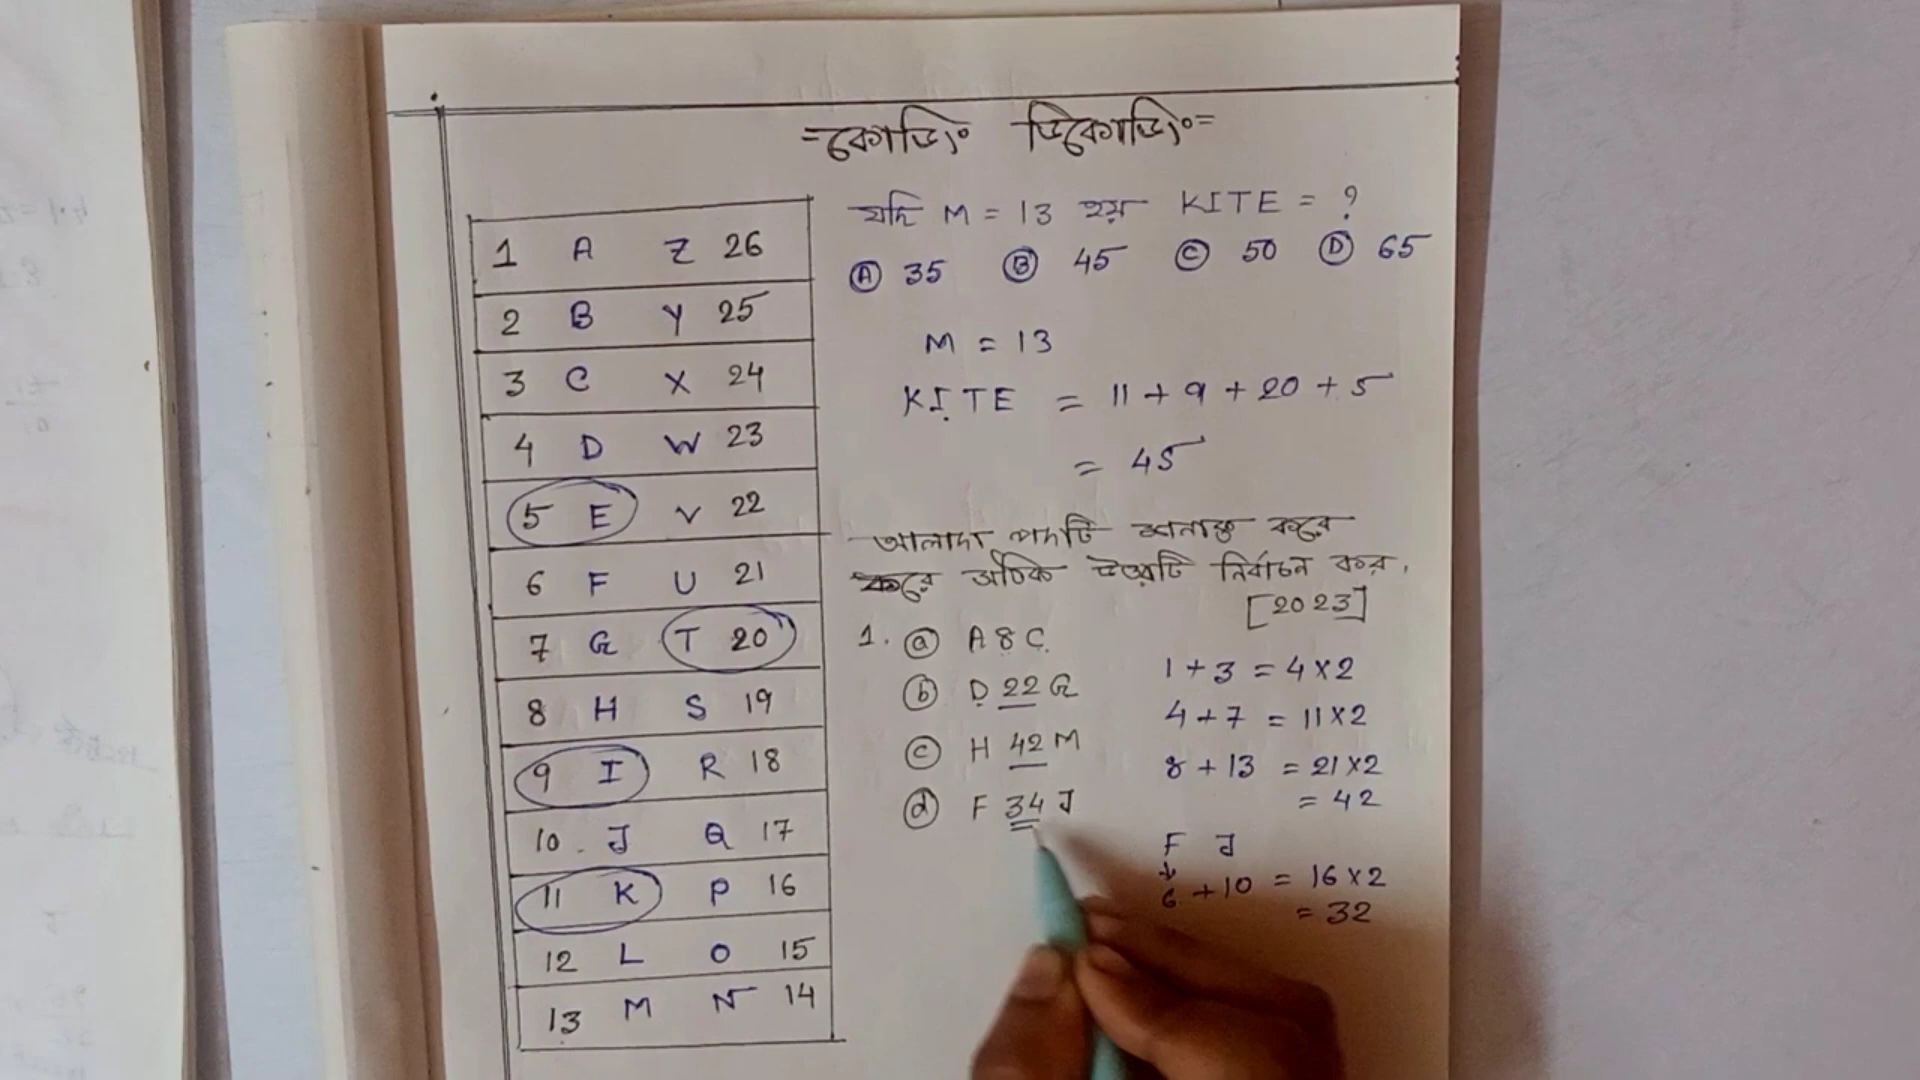 =কোডিং ডিকোডিং=
1 A Z 26
2 B Y 25
3 C X 24
4 D W 23
5 E V 22
6 F U 21
7 G T 20
8 H S 19
9 I R 18
10 J Q 17
11 K P 16
12 L O 15
13 M N 14
যদি M = 13 হয় KITE = ?
Ⓐ 35 Ⓑ 45 Ⓒ 50 Ⓓ 65
M = 13
KITE = 11 + 9 + 20 + 5
= 45
আলাদা পদটি শনাক্ত করে
করে সঠিক উত্তরটি নির্বাচন কর.
[2023]
1. ⓐ A 8 C
ⓑ D 22 G
ⓒ H 42 M
ⓓ F 34 J
1 + 3 = 4 × 2
4 + 7 = 11 × 2
8 + 13 = 21 × 2
= 42
F J
6 + 10 = 16 × 2
= 32